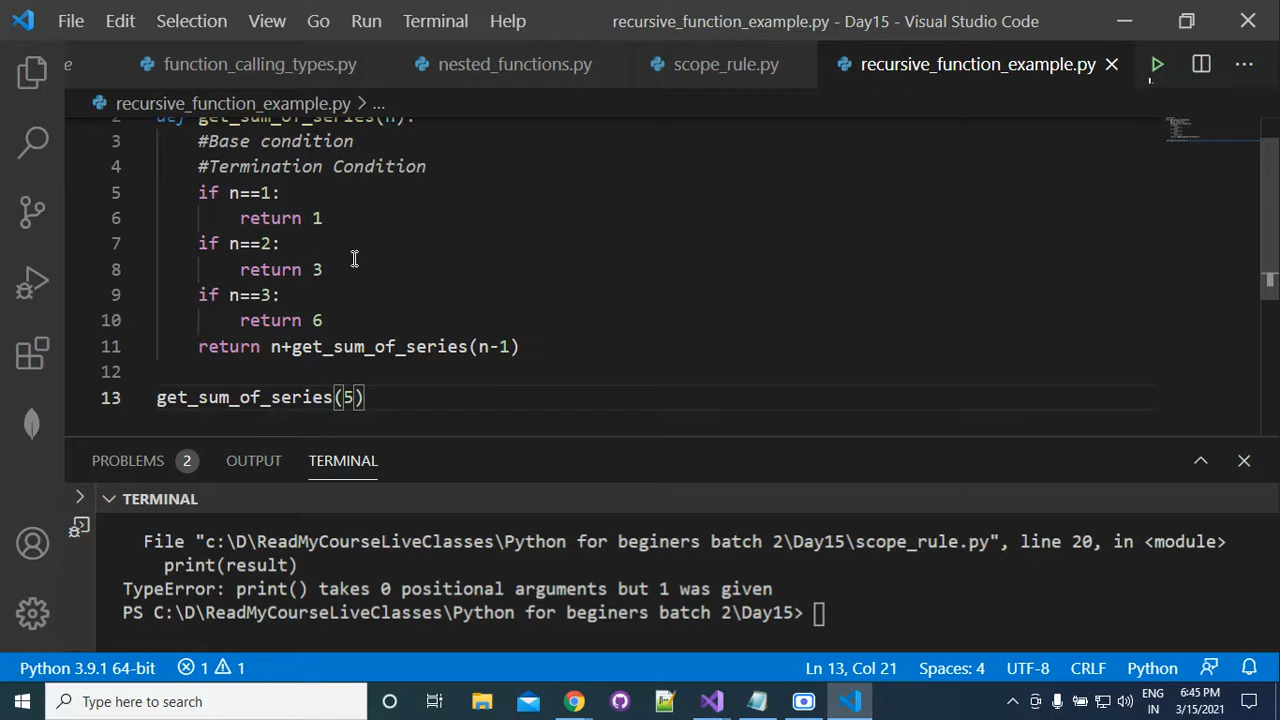 File Edit Selection View Go Run Terminal Help recursive_function_example.py - Day15 - Visual Studio Code
e function_calling_types.py nested_functions.py scope_rule.py recursive_function_example.py
recursive_function_example.py > ...
2 def get_sum_of_series(n):
3 #Base condition
4 #Termination Condition
5 if n==1:
6 return 1
7 if n==2:
8 return 3
9 if n==3:
10 return 6
11 return n+get_sum_of_series(n-1)
12
13 get_sum_of_series(5)
PROBLEMS 2 OUTPUT TERMINAL
TERMINAL
File "c:\D\ReadMyCourseLiveClasses\Python for beginers batch 2\Day15\scope_rule.py", line 20, in <module>
print(result)
TypeError: print() takes 0 positional arguments but 1 was given
PS C:\D\ReadMyCourseLiveClasses\Python for beginers batch 2\Day15>
Python 3.9.1 64-bit 1 1 Ln 13, Col 21 Spaces: 4 UTF-8 CRLF Python
Type here to search ENG 6:45 PM
IN 3/15/2021